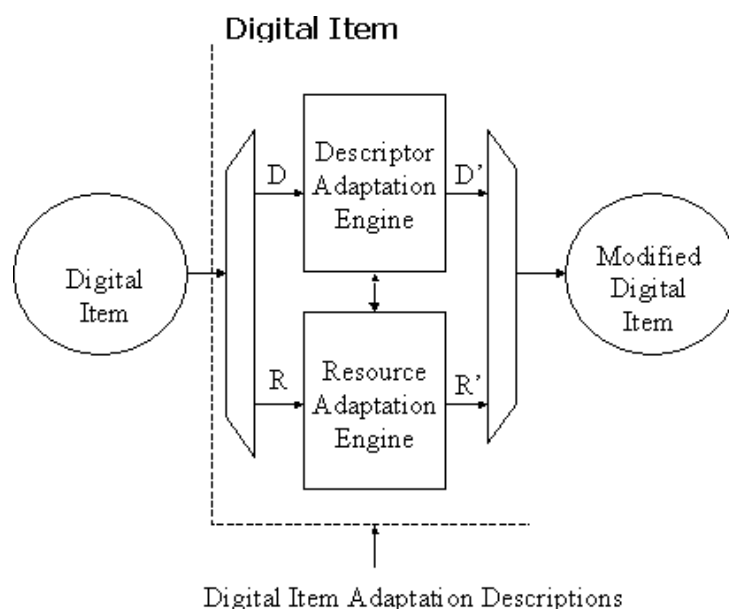 Digital Item
Digital
Item
D
Descriptor
Adaptation
Engine
D’
R
Resource
Adaptation
Engine
R’
Modified
Digital
Item
Digital Item Adaptation Descriptions